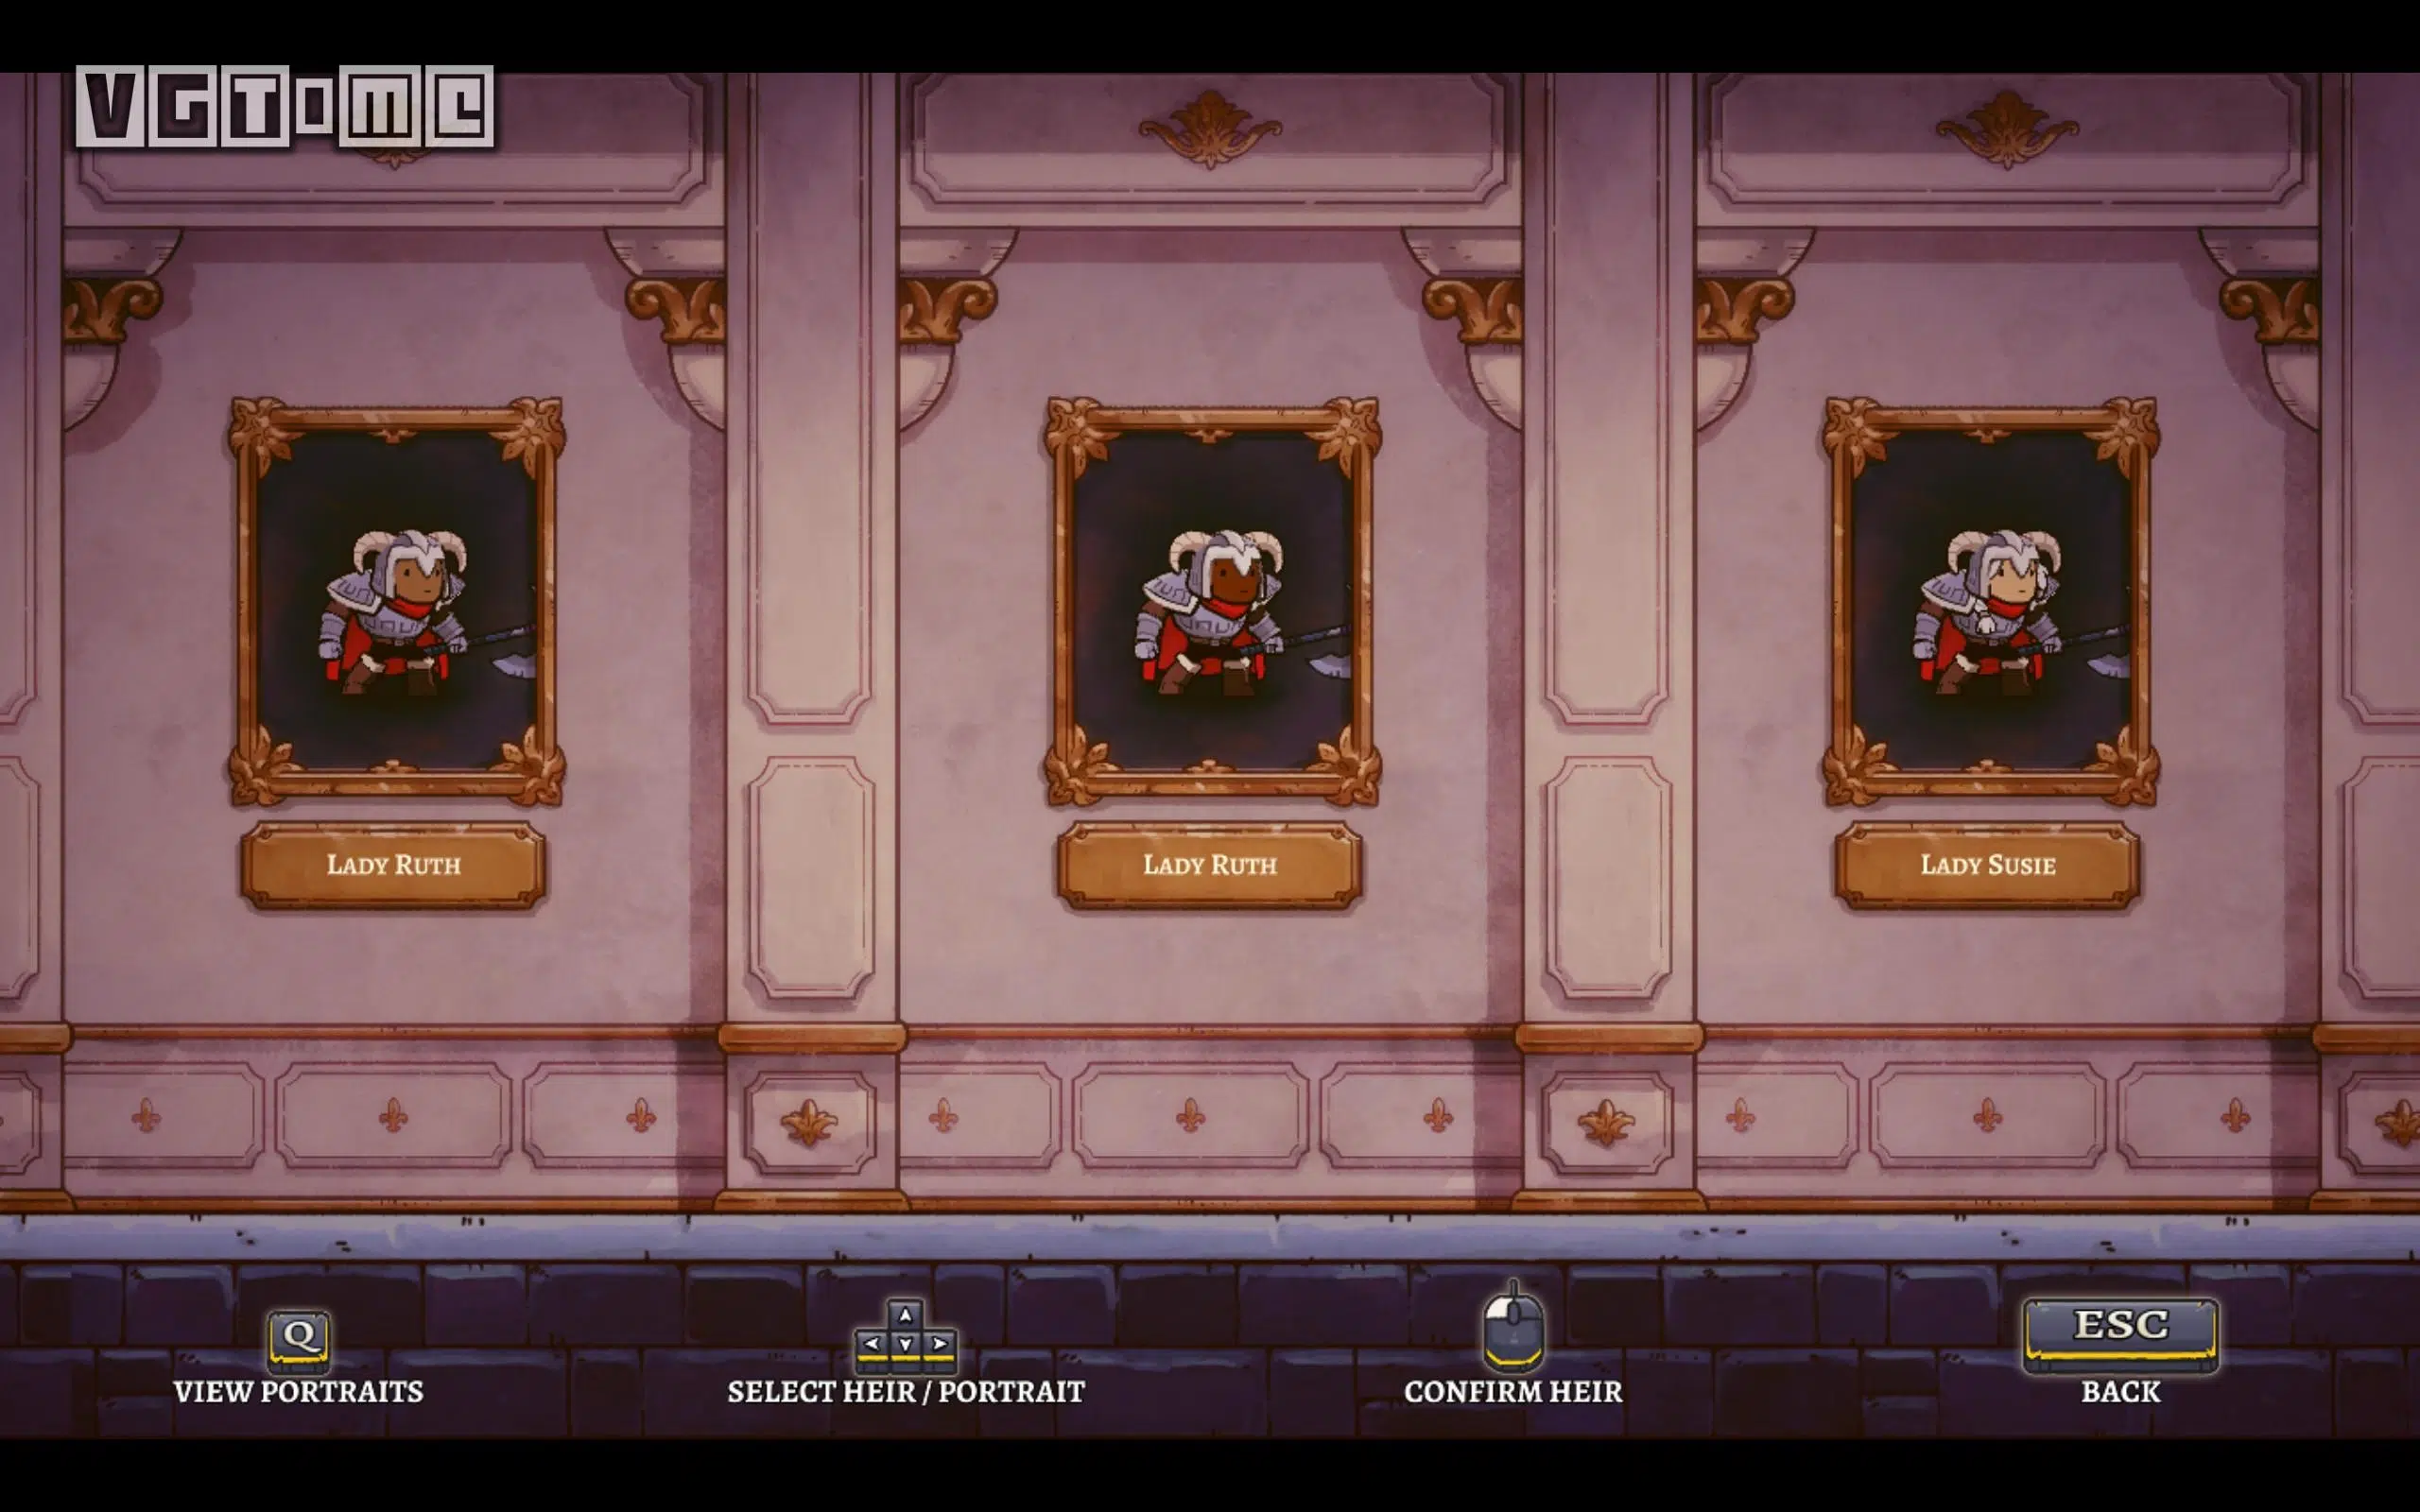 VGTIME
LADY RUTH
LADY RUTH
LADY SUSIE
Q
ESC
VIEW PORTRAITS
SELECT HEIR / PORTRAIT
CONFIRM HEIR
BACK